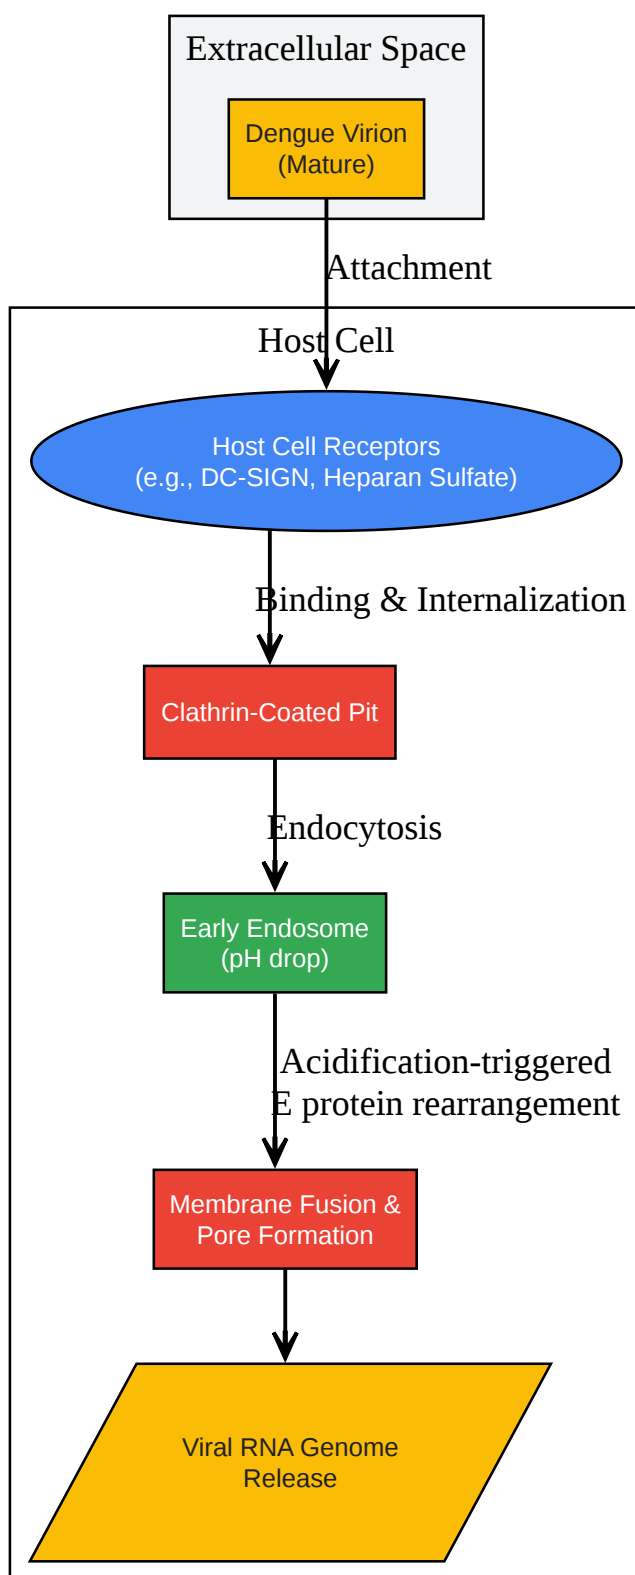 Extracellular Space
Dengue Virion
(Mature)
Attachment
Host Cell
Host Cell Receptors
(e.g., DC-SIGN, Heparan Sulfate)
Binding & Internalization
Clathrin-Coated Pit
Endocytosis
Early Endosome
(pH drop)
Acidification-triggered
E protein rearrangement
Membrane Fusion &
Pore Formation
Viral RNA Genome
Release